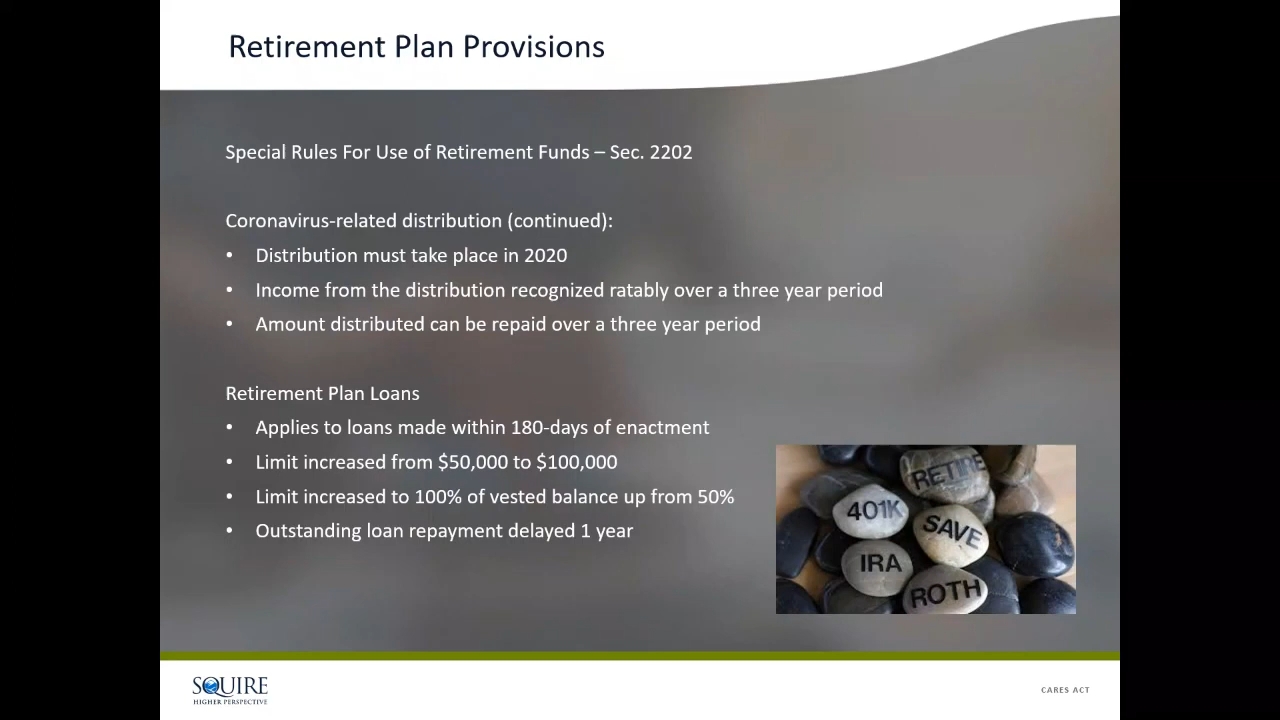 Retirement Plan Provisions
Special Rules For Use of Retirement Funds – Sec. 2202
Coronavirus-related distribution (continued):
• Distribution must take place in 2020
• Income from the distribution recognized ratably over a three year period
• Amount distributed can be repaid over a three year period
Retirement Plan Loans
• Applies to loans made within 180-days of enactment
• Limit increased from $50,000 to $100,000
• Limit increased to 100% of vested balance up from 50%
• Outstanding loan repayment delayed 1 year
RETIRE
401K
SAVE
IRA
ROTH
SQUIRE
HIGHER PERSPECTIVE
CARES ACT